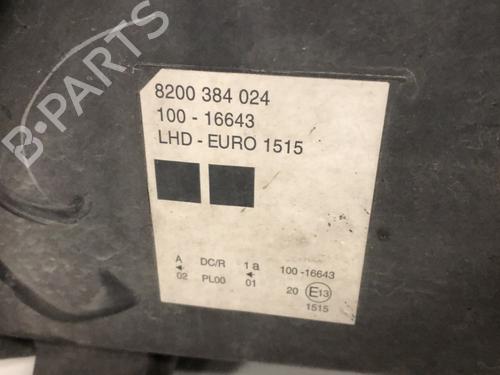 B-PARTS
8200 384 024
100 - 16643
LHD - EURO 1515
A DC/R 1 a 100 -16643
02 PL00 01 20 E13
1515